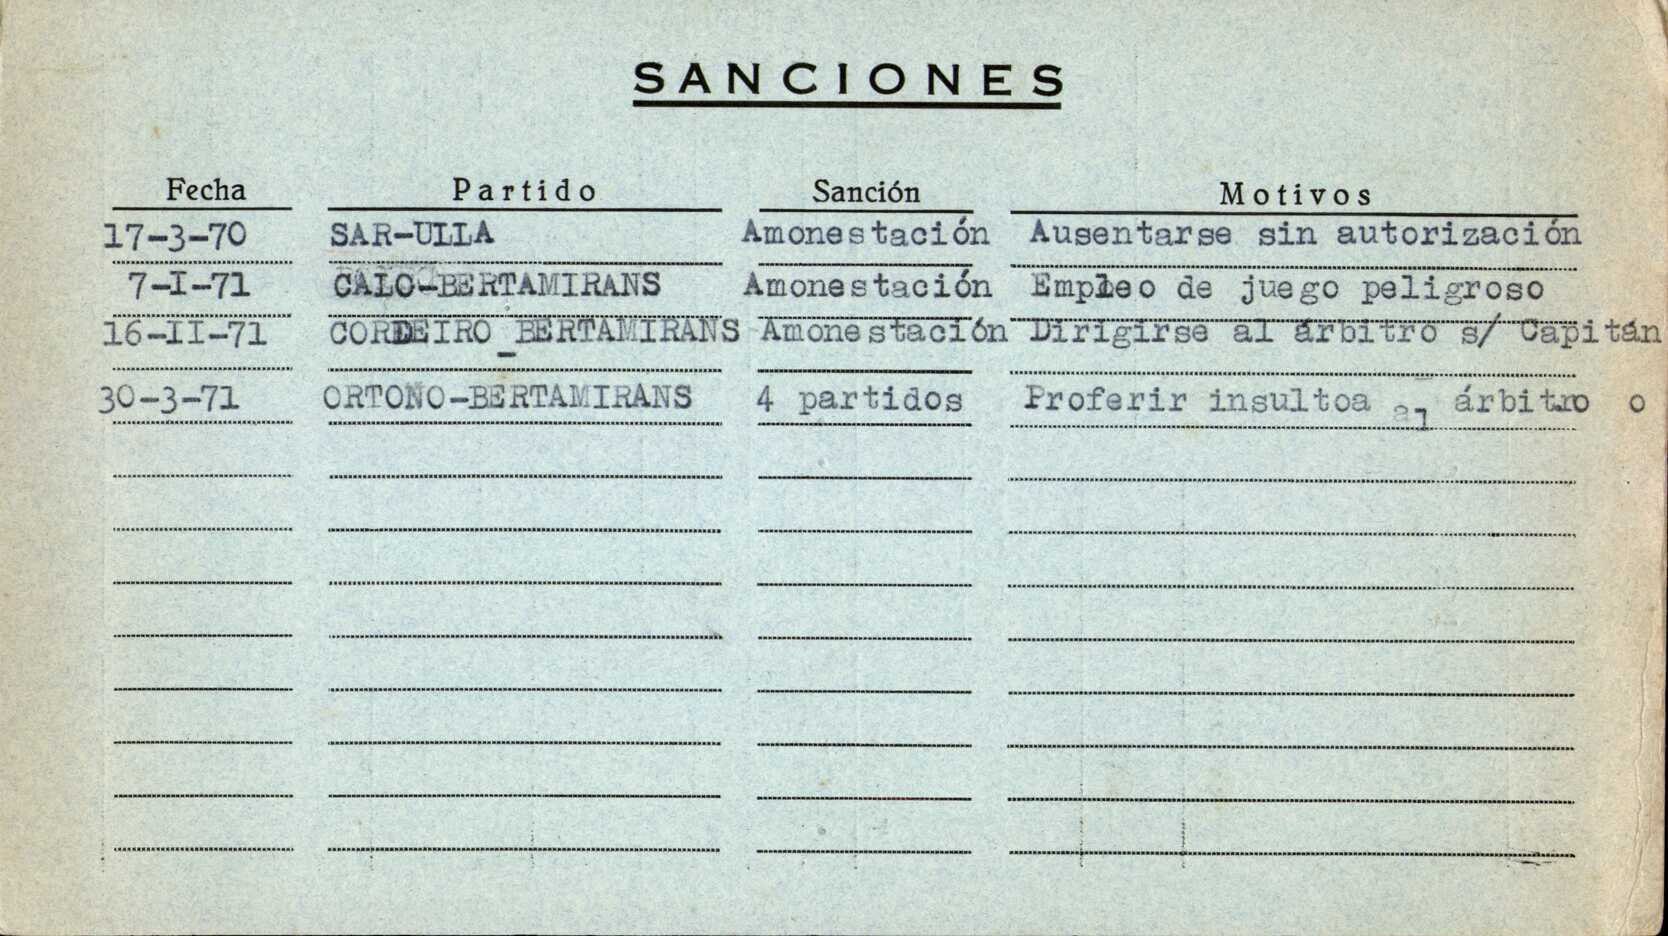 SANCIONES
Fecha Partido Sanción Motivos
17-3-70 SAR-ULLA Amonestación Ausentarse sin autorización
7-I-71 CALO-BERTAMIRANS Amonestación Empleo de juego peligroso
16-II-71 CORDEIRO_BERTAMIRANS Amonestación Dirigirse al árbitro s/ Capitán
30-3-71 ORTOÑO-BERTAMIRANS 4 partidos Proferir insultoa al árbitro o